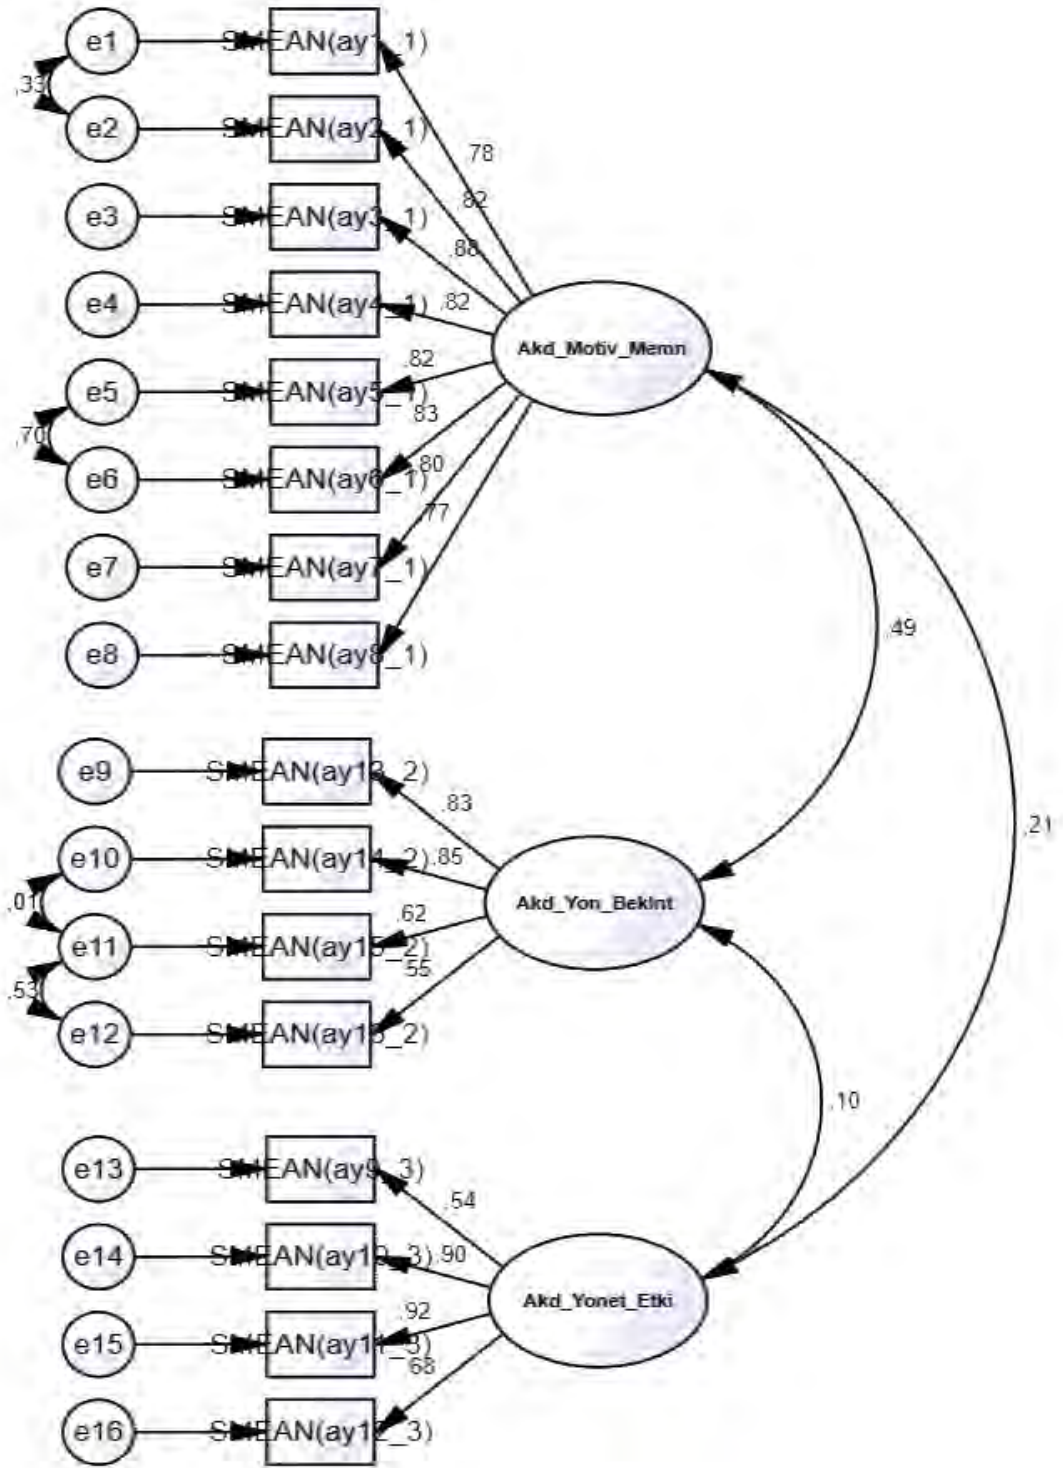 e1 SMEAN(ay1_1)
,33
e2 SMEAN(ay2_1)
,78
,82
e3 SMEAN(ay3_1)
,88
e4 SMEAN(ay4_1) ,82
Akd_Motiv_Memn
,82
e5 SMEAN(ay5_1)
,83
,70
e6 SMEAN(ay6_1)
,80
,77
e7 SMEAN(ay7_1)
e8 SMEAN(ay8_1)
,49
e9 SMEAN(ay13_2)
,83
,21
e10 SMEAN(ay14_2) ,85
,01
Akd_Yon_BekInt
,62
e11 SMEAN(ay15_2)
,55
,53
e12 SMEAN(ay16_2)
,10
e13 SMEAN(ay9_3)
,54
e14 SMEAN(ay10_3) ,90
Akd_Yonet_Etki
,92
e15 SMEAN(ay11_3)
,68
e16 SMEAN(ay12_3)